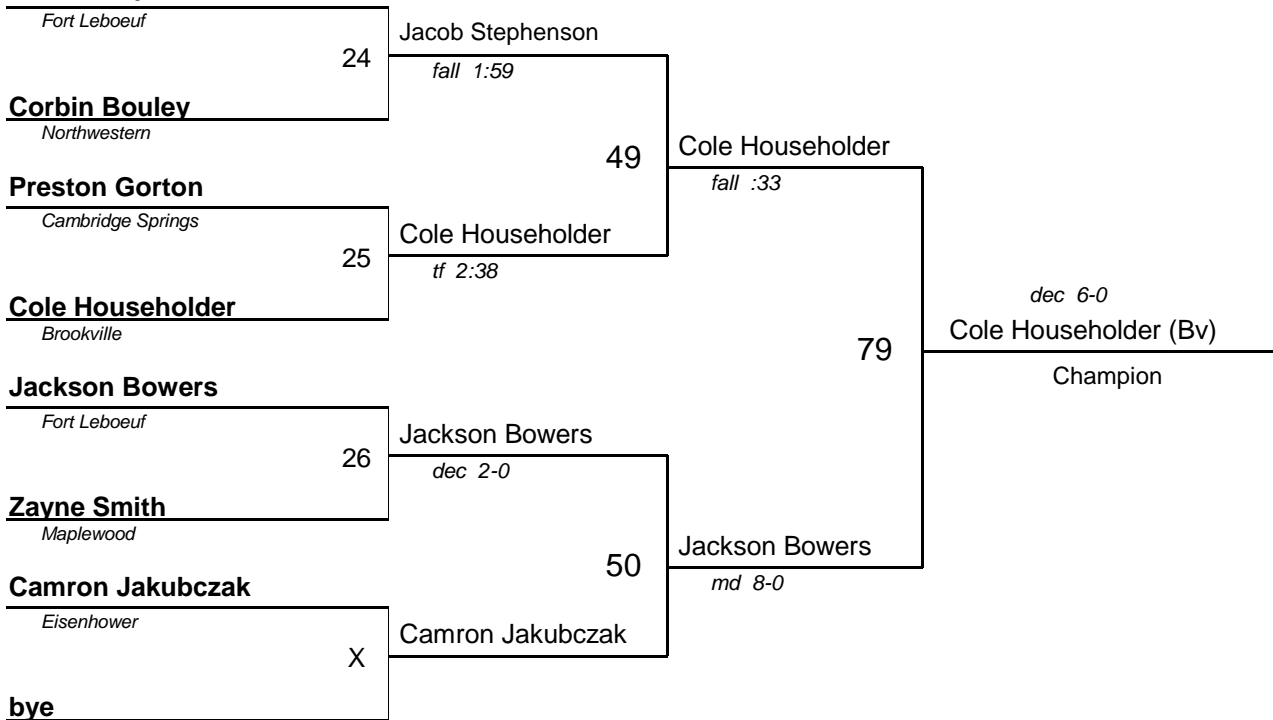 Fort Leboeuf
24
Jacob Stephenson
fall 1:59
Corbin Bouley
Northwestern
49
Cole Householder
fall :33
Preston Gorton
Cambridge Springs
25
Cole Householder
tf 2:38
Cole Householder
Brookville
79
dec 6-0
Cole Householder (Bv)
Champion
Jackson Bowers
Fort Leboeuf
26
Jackson Bowers
dec 2-0
Zayne Smith
Maplewood
50
Jackson Bowers
md 8-0
Camron Jakubczak
Eisenhower
X
Camron Jakubczak
bye